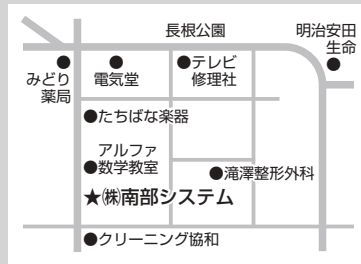 長根公園
明治安田
生命
●
●
みどり
薬局
●
電気堂
●テレビ
修理社
●たちばな楽器
アルファ
●数学教室
●滝澤整形外科
★㈱南部システム
●クリーニング協和